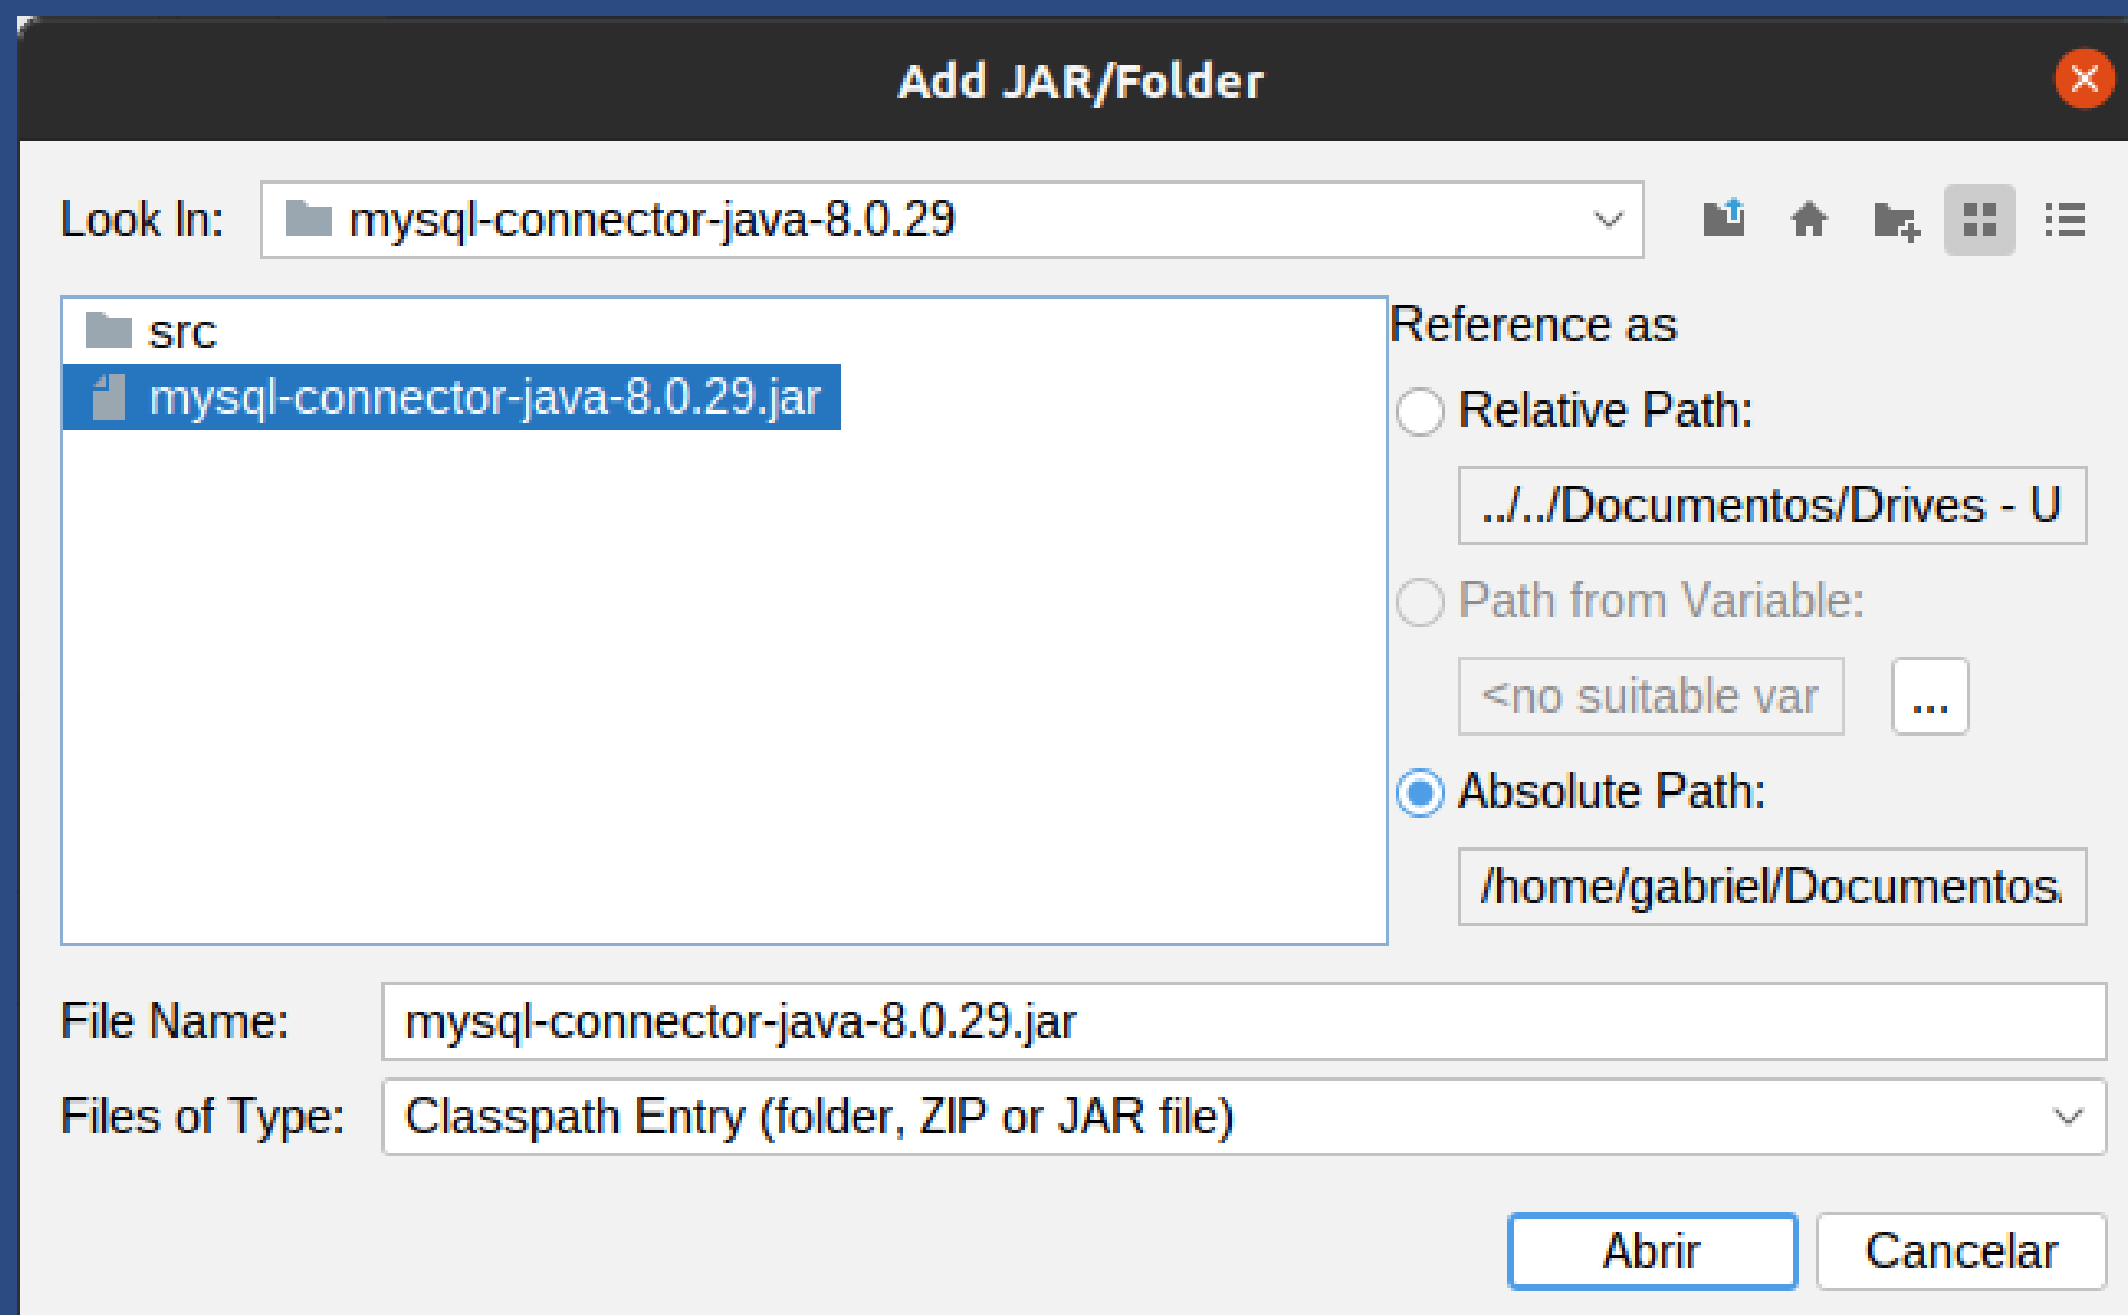 Add JAR/Folder
Look In: mysql-connector-java-8.0.29
src
mysql-connector-java-8.0.29.jar
Reference as
Relative Path:
../../Documentos/Drives - U
Path from Variable:
<no suitable var
...
Absolute Path:
/home/gabriel/Documentos/
File Name: mysql-connector-java-8.0.29.jar
Files of Type: Classpath Entry (folder, ZIP or JAR file)
Abrir Cancelar